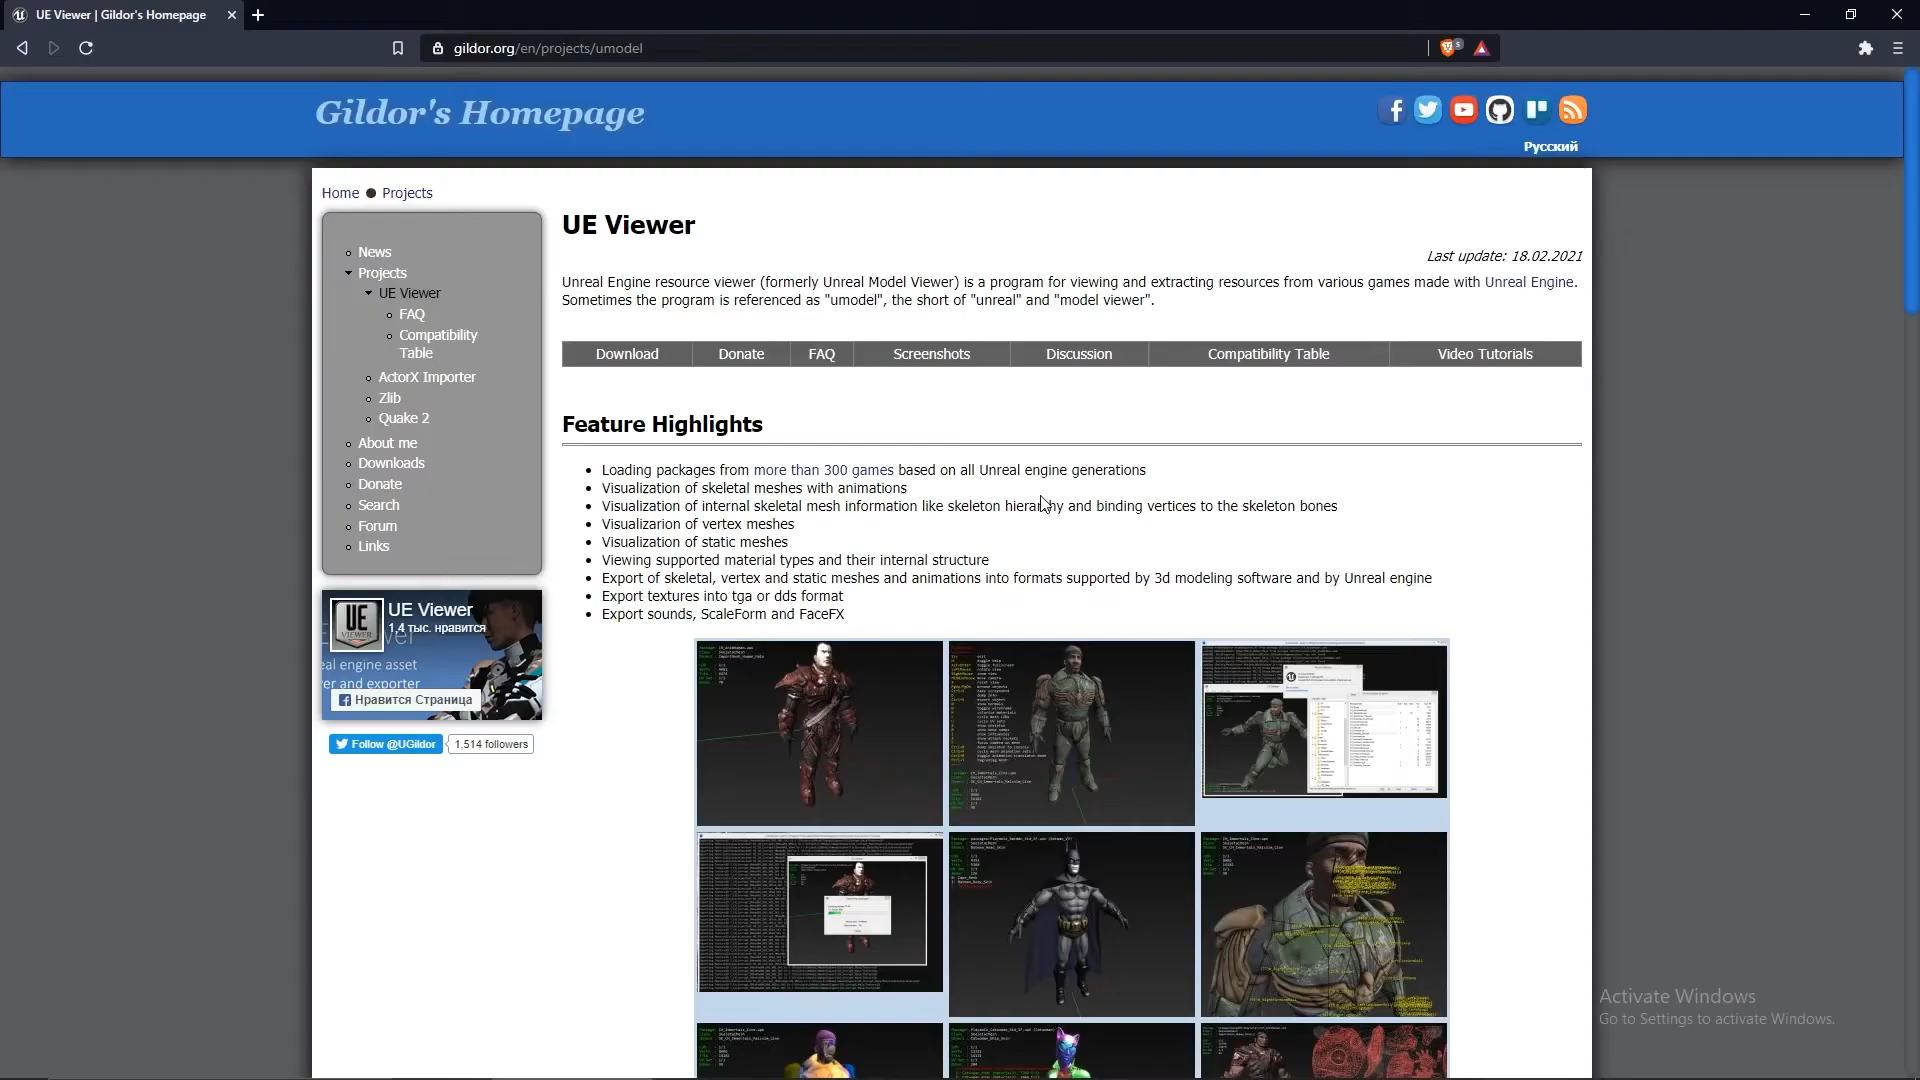 UE Viewer | Gildor's Homepage
gildor.org/en/projects/umodel
5
Gildor's Homepage
Русский
Home ● Projects
News
Projects
UE Viewer
FAQ
Compatibility
Table
ActorX Importer
Zlib
Quake 2
About me
Downloads
Donate
Search
Forum
Links
UE Viewer
1,4 тыс. нравится
Нравится Страница
Follow @UGildor
1,514 followers
UE Viewer
Last update: 18.02.2021
Unreal Engine resource viewer (formerly Unreal Model Viewer) is a program for viewing and extracting resources from various games made with Unreal Engine.
Sometimes the program is referenced as "umodel", the short of "unreal" and "model viewer".
Download Donate FAQ Screenshots Discussion Compatibility Table Video Tutorials
Feature Highlights
Loading packages from more than 300 games based on all Unreal engine generations
Visualization of skeletal meshes with animations
Visualization of internal skeletal mesh information like skeleton hierarchy and binding vertices to the skeleton bones
Visualizarion of vertex meshes
Visualization of static meshes
Viewing supported material types and their internal structure
Export of skeletal, vertex and static meshes and animations into formats supported by 3d modeling software and by Unreal engine
Export textures into tga or dds format
Export sounds, ScaleForm and FaceFX
Activate Windows
Go to Settings to activate Windows.